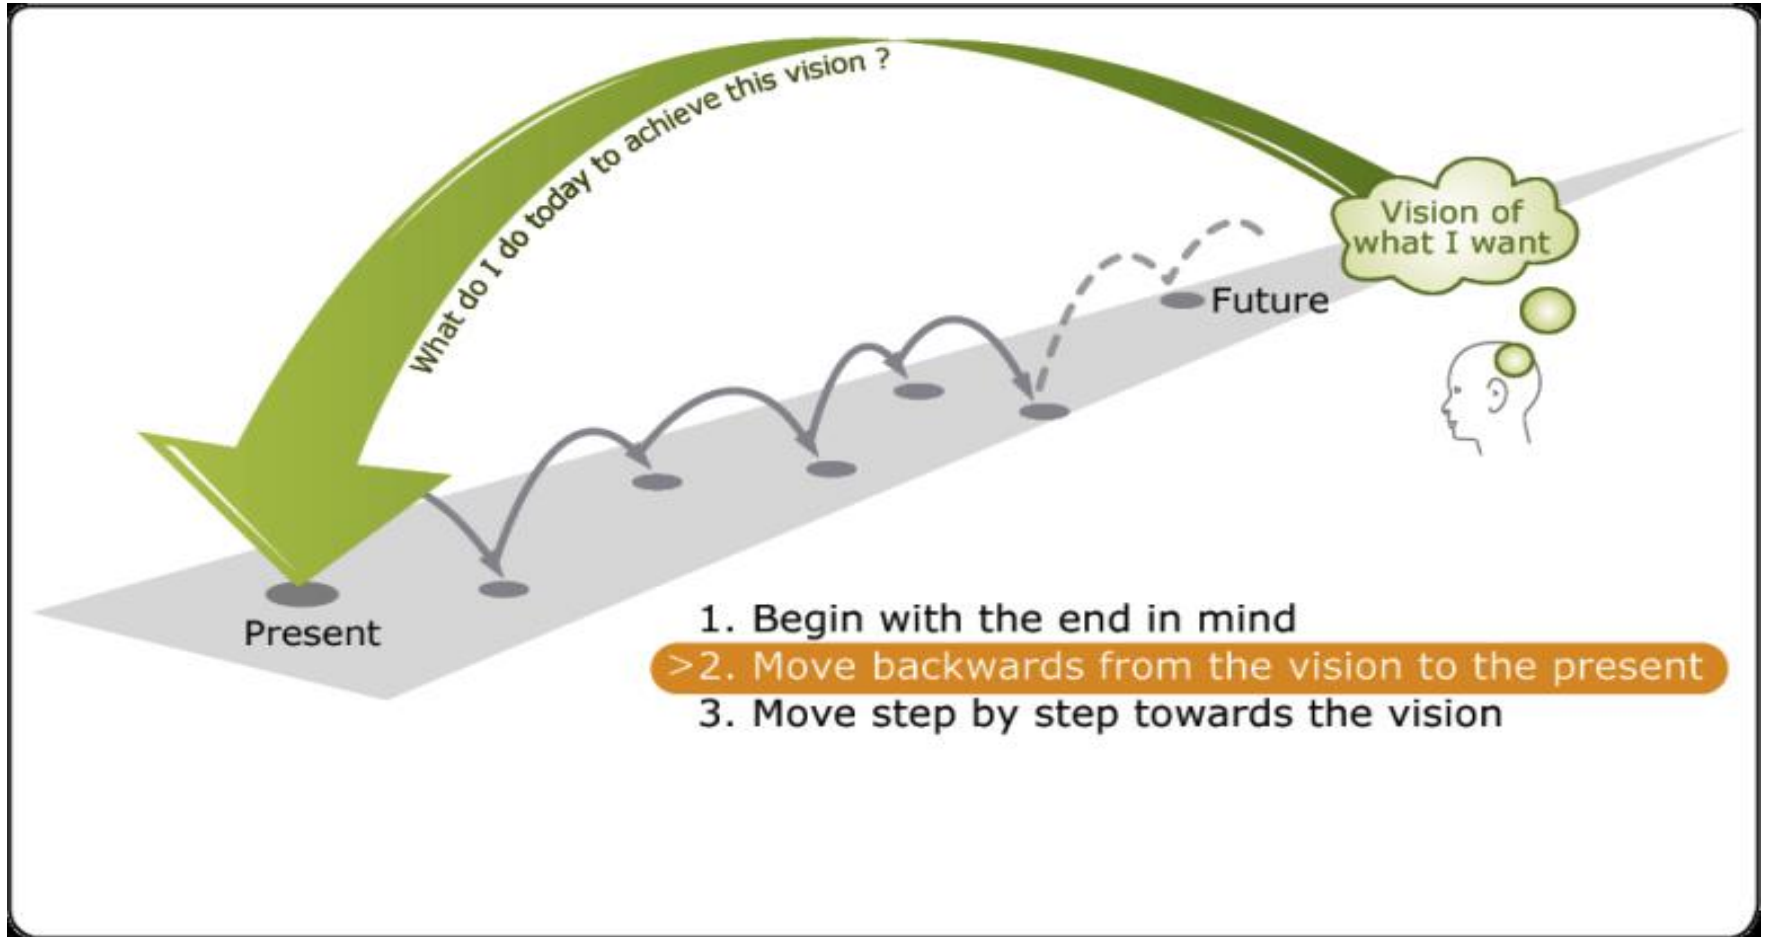 What do I do today to achieve this vision ?
Vision of
what I want
Future
Present
1. Begin with the end in mind
>2. Move backwards from the vision to the present
3. Move step by step towards the vision